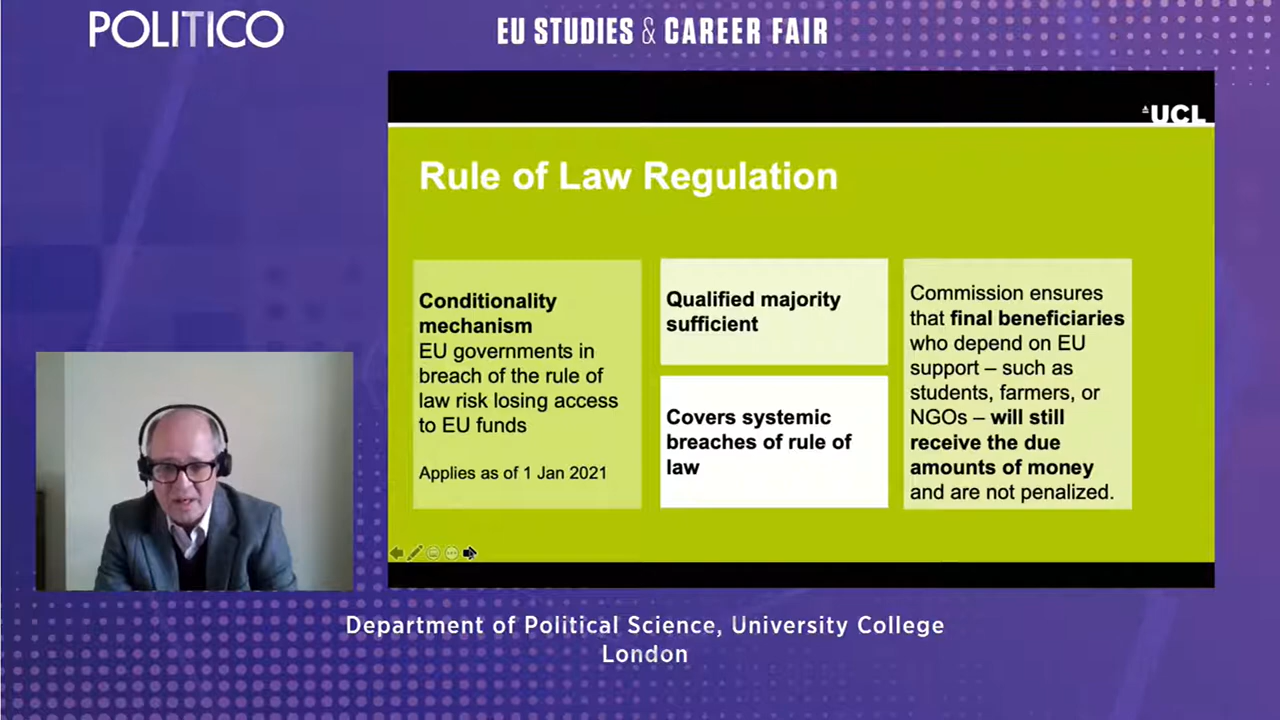 POLITICO
EU STUDIES & CAREER FAIR
UCL
Rule of Law Regulation
Conditionality
mechanism
EU governments in
breach of the rule of
law risk losing access
to EU funds
Applies as of 1 Jan 2021
Qualified majority
sufficient
Covers systemic
breaches of rule of
law
Commission ensures
that final beneficiaries
who depend on EU
support – such as
students, farmers, or
NGOs – will still
receive the due
amounts of money
and are not penalized.
Department of Political Science, University College
London